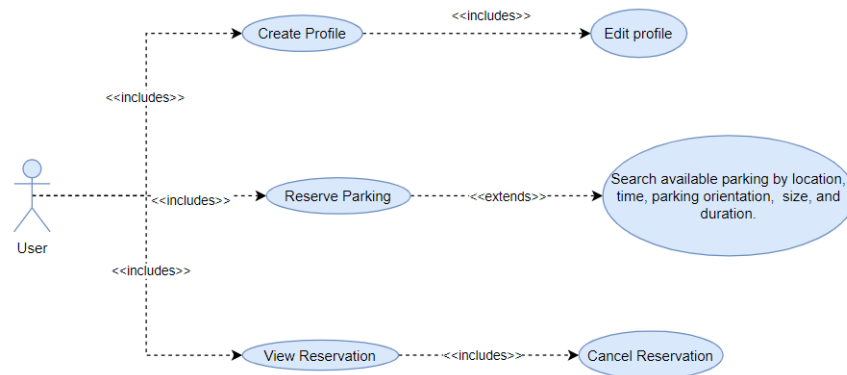 <<includes>>
Create Profile
Edit profile
<<includes>>
Search available parking by location,
time, parking orientation,  size, and
duration.
<<includes>>
Reserve Parking
<<extends>>
User
<<includes>>
View Reservation
<<includes>>
Cancel Reservation